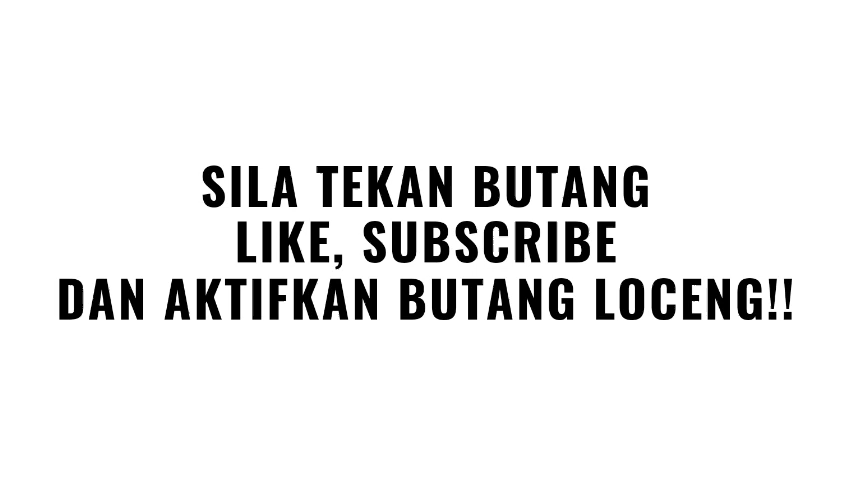 SILA TEKAN BUTANG
LIKE, SUBSCRIBE
DAN AKTIFKAN BUTANG LOCENG!!